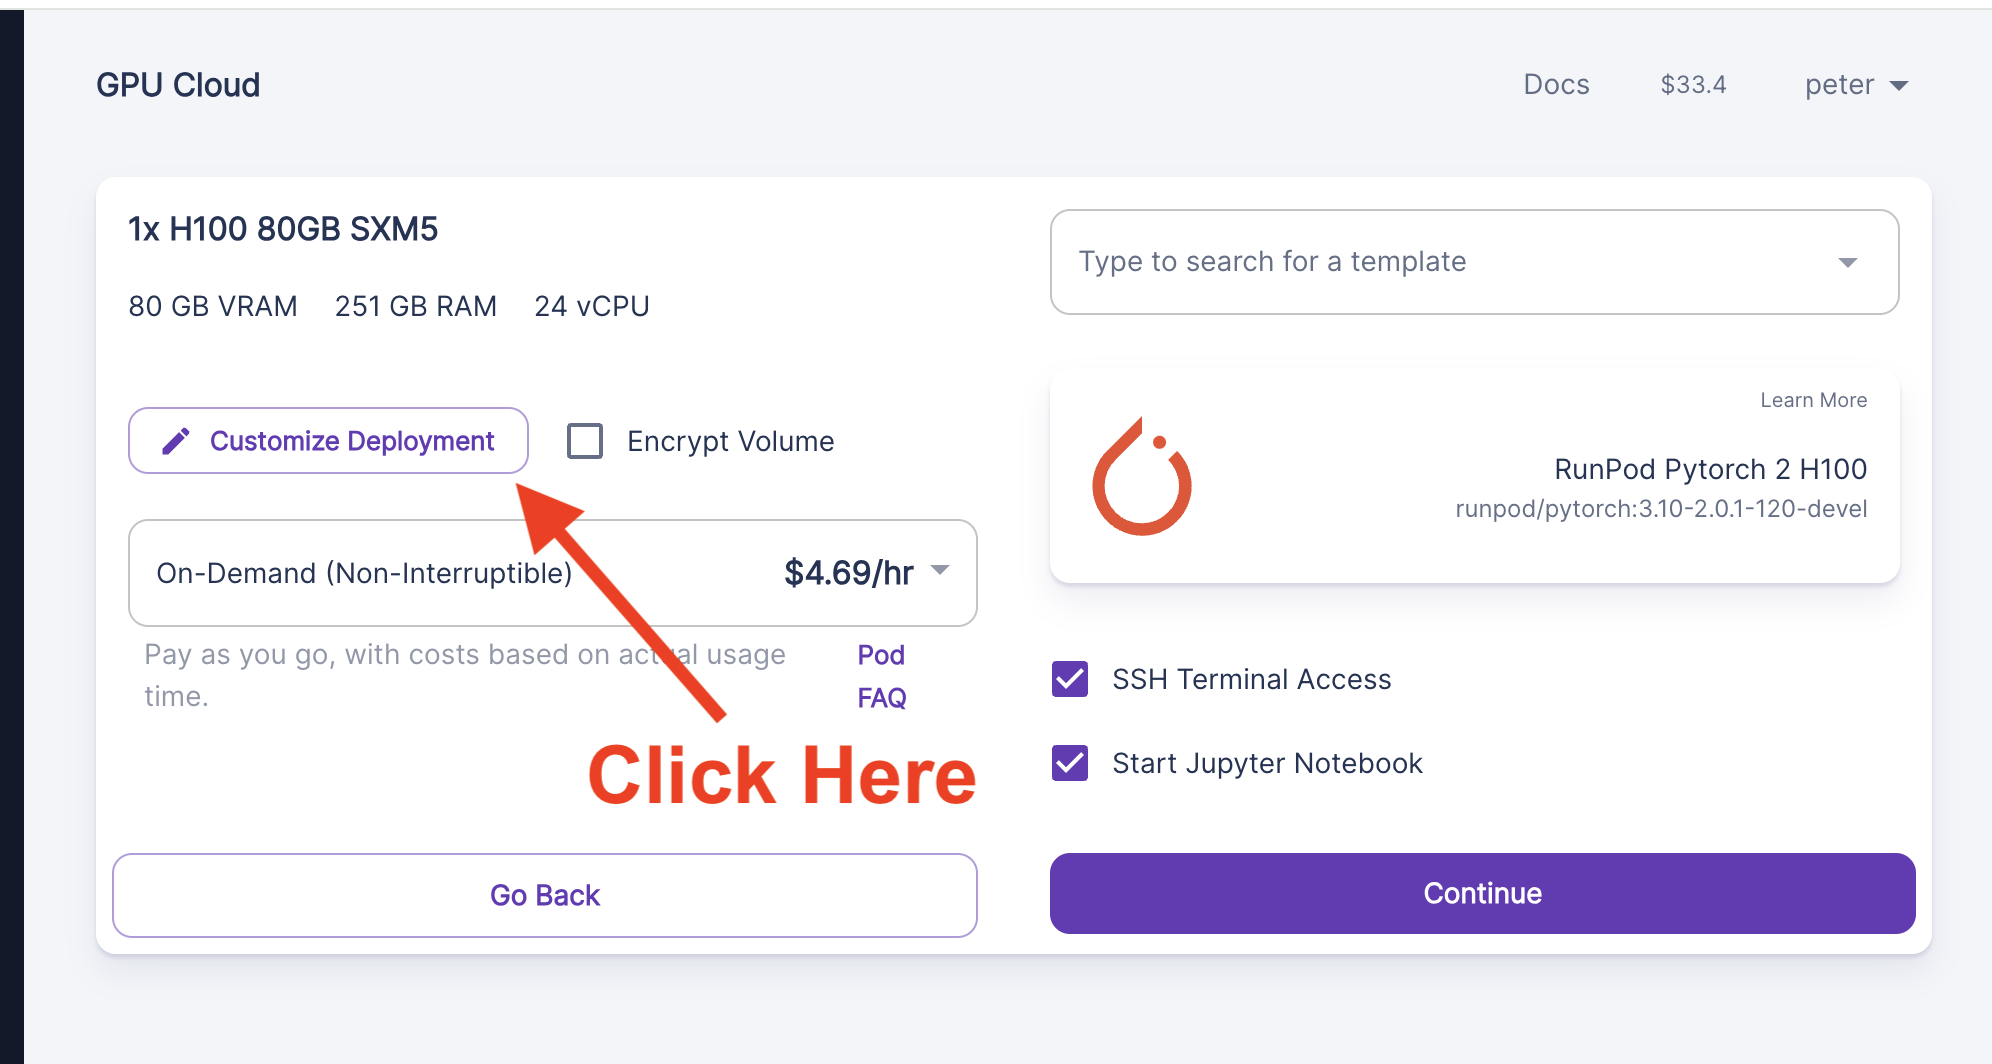 GPU Cloud
Docs
$33.4
peter
1x H100 80GB SXM5
80 GB VRAM 251 GB RAM 24 vCPU
Customize Deployment
Encrypt Volume
On-Demand (Non-Interruptible)
$4.69/hr
Pay as you go, with costs based on actual usage
time.
Pod
FAQ
Click Here
Go Back
Type to search for a template
Learn More
RunPod Pytorch 2 H100
runpod/pytorch:3.10-2.0.1-120-devel
SSH Terminal Access
Start Jupyter Notebook
Continue